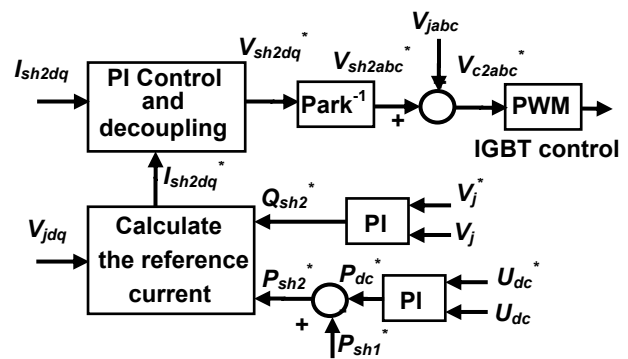 V_jabc
I_sh2dq
PI Control
and
decoupling
V_sh2dq^*
Park^-1
V_sh2abc^*
+
V_c2abc^*
PWM
IGBT control
I_sh2dq^*
V_jdq
Calculate
the reference
current
Q_sh2^*
PI
V_j^*
V_j
P_sh2^*
+
P_dc^*
PI
U_dc^*
U_dc
P_sh1^*